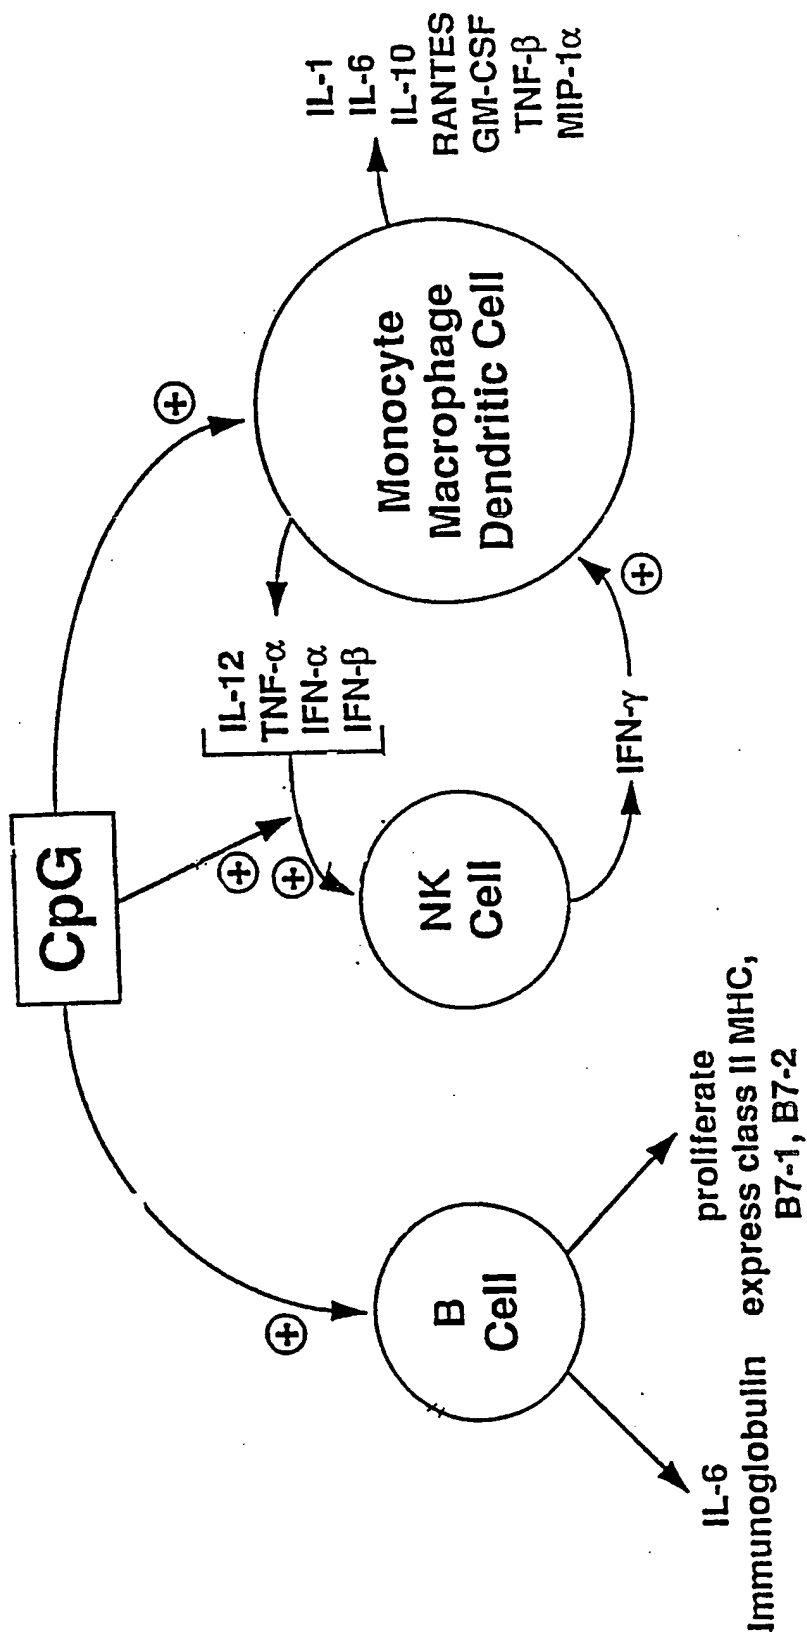 CpG
+
+
+
+
+
B
Cell
IL-6
Immunoglobulin
proliferate
express class II MHC,
B7-1, B7-2
NK
Cell
IL-12
TNF-α
IFN-α
IFN-β
IFN-γ
Monocyte
Macrophage
Dendritic Cell
IL-1
IL-6
IL-10
RANTES
GM-CSF
TNF-β
MIP-1α